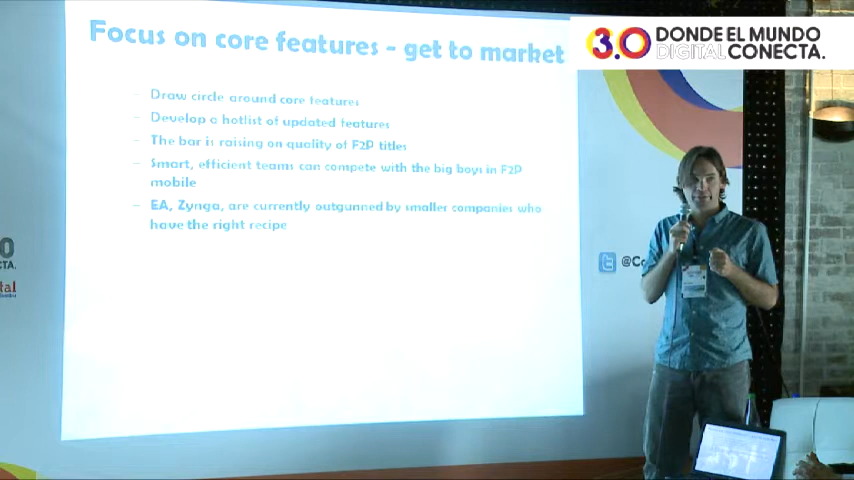 Focus on core features - get to market
3.0 DONDE EL MUNDO
DIGITAL CONECTA.
– Draw circle around core features
– Develop a hotlist of updated features
– The bar is raising on quality of F2P titles
– Smart, efficient teams can compete with the big boys in F2P
mobile
– EA, Zynga, are currently outgunned by smaller companies who
have the right recipe
@Co